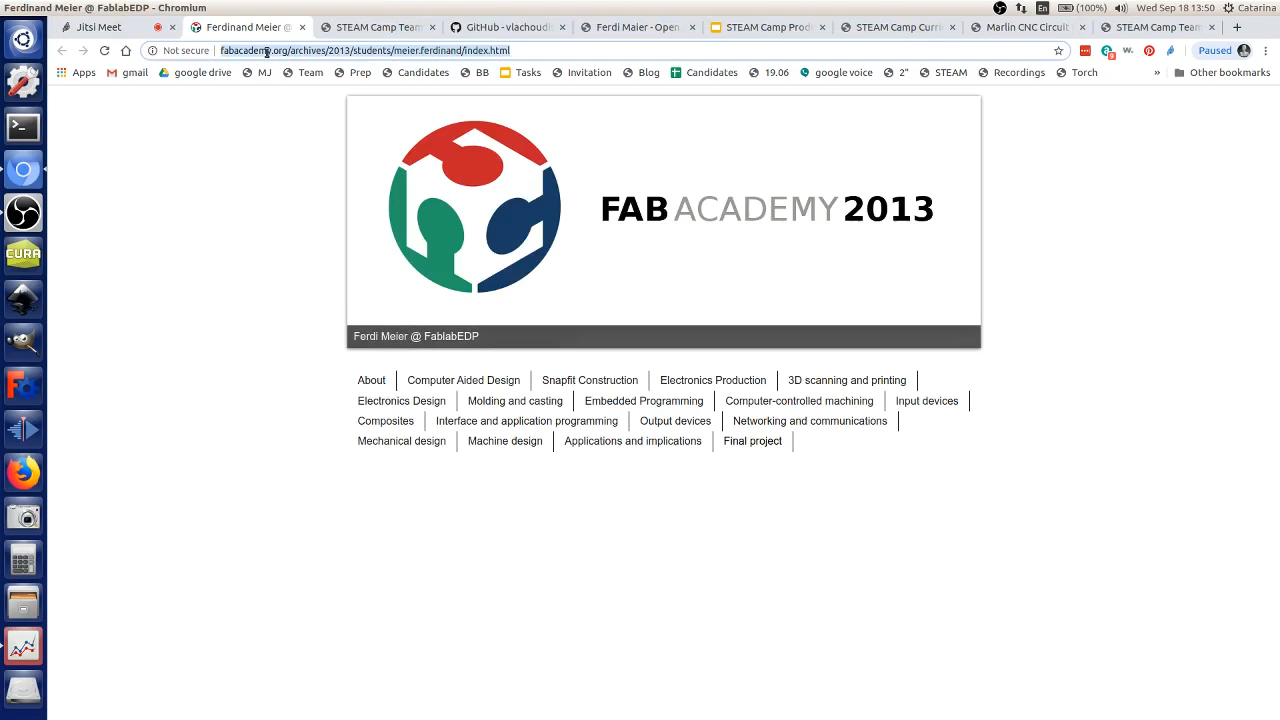 Ferdinand Meier @ FablabEDP - Chromium
En (100%) Wed Sep 18 13:50 Catarina
Jitsi Meet Ferdinand Meier @ STEAM Camp Team GitHub - vlachoudi Ferdi Maier - Open STEAM Camp Prod STEAM Camp Curri Marlin CNC Circuit STEAM Camp Team
Not secure fabacademy.org/archives/2013/students/meier.ferdinand/index.html 9 W. Paused
Apps gmail google drive MJ Team Prep Candidates BB Tasks Invitation Blog Candidates 19.06 google voice 2" STEAM Recordings Torch » Other bookmarks
FAB ACADEMY 2013
Ferdi Meier @ FablabEDP
About Computer Aided Design Snapfit Construction Electronics Production 3D scanning and printing
Electronics Design Molding and casting Embedded Programming Computer-controlled machining Input devices
Composites Interface and application programming Output devices Networking and communications
Mechanical design Machine design Applications and implications Final project
CURA